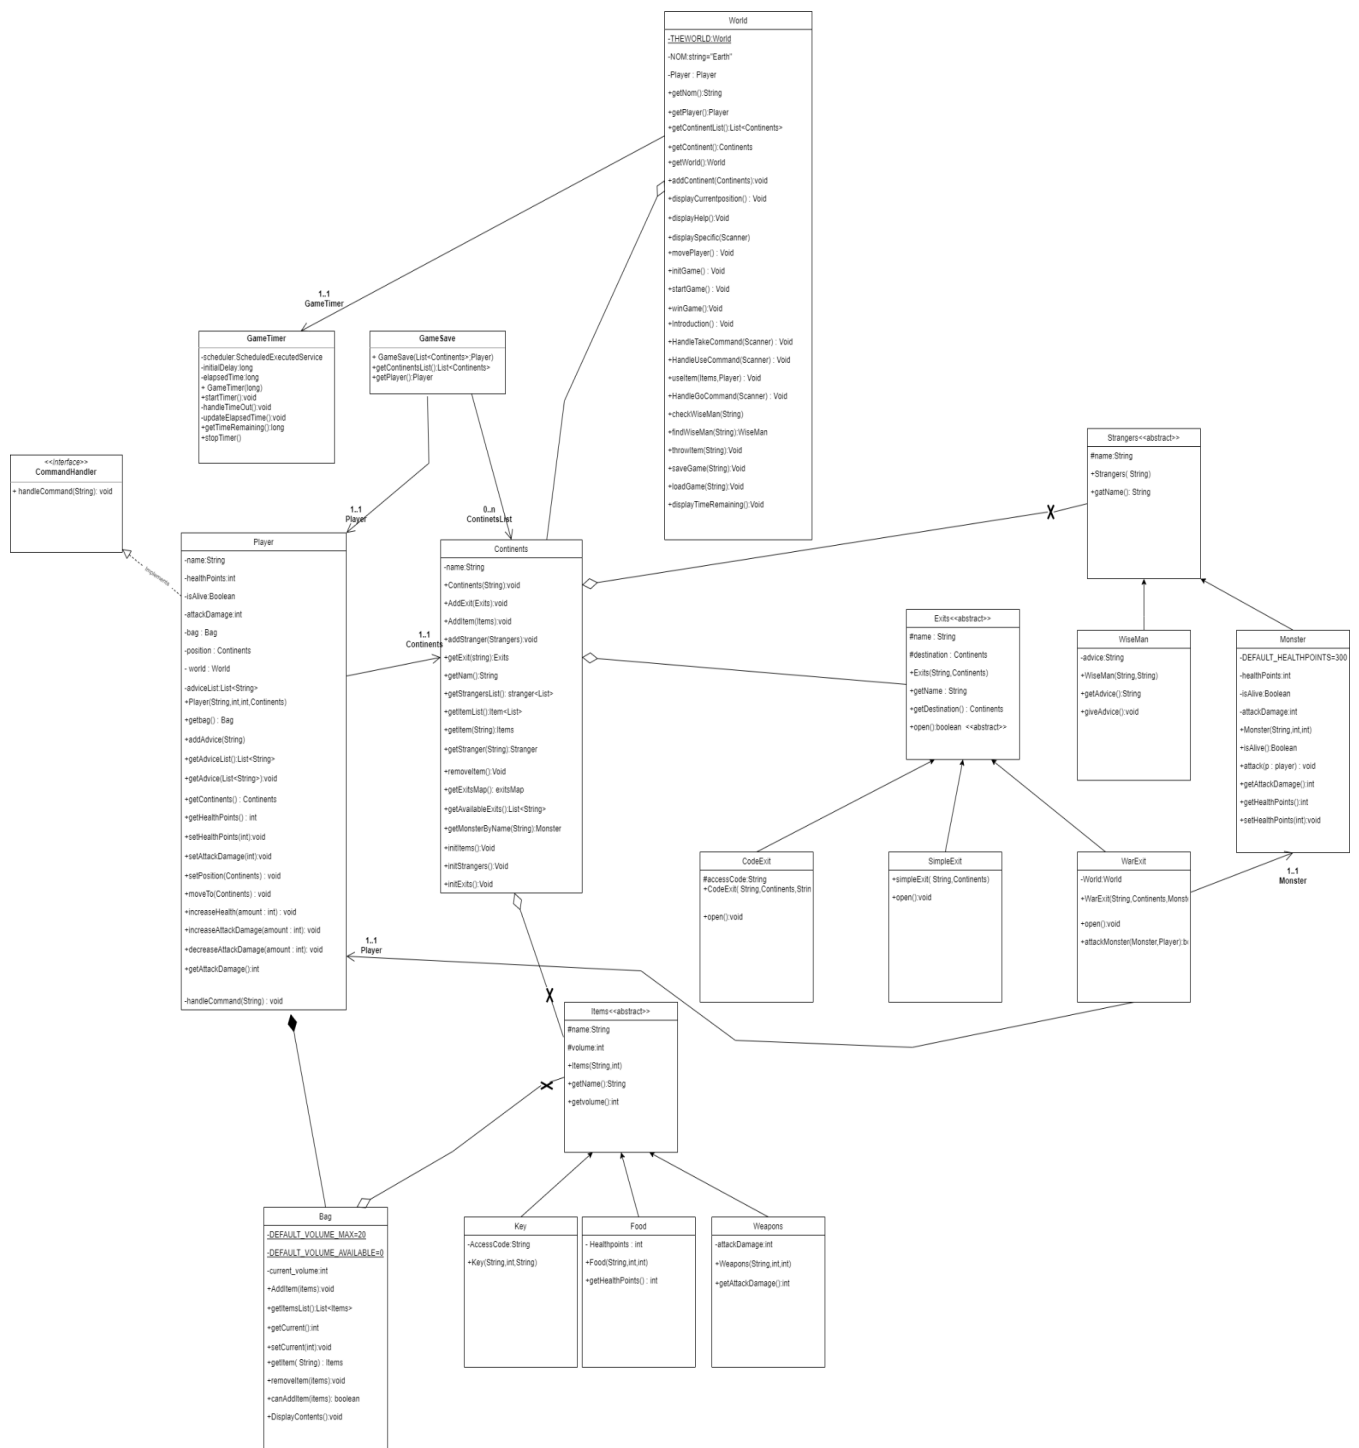 World
-THEWORLD:World
-NOM:string="Earth"
-Player : Player
+getNom():String
+getPlayer():Player
+getContinentList():List<Continents>
+getContinent():Continents
+getWorld():World
+addContinent(Continents):void
+displayCurrentposition() : Void
+displayHelp():Void
+displaySpecific(Scanner)
+movePlayer() : Void
+initGame() : Void
+startGame() : Void
+winGame():Void
+Introduction() : Void
+HandleTakeCommand(Scanner) : Void
+HandleUseCommand(Scanner) : Void
+useItem(Items,Player) : Void
+HandleGoCommand(Scanner) : Void
+checkWiseMan(String)
+findWiseMan(String):WiseMan
+throwItem(String):Void
+saveGame(String):Void
+loadGame(String):Void
+displayTimeRemaining():Void
1..1
GameTimer
GameTimer
-scheduler:ScheduledExecutedService
-initialDelay:long
-elapsedTime:long
+ GameTimer(long)
+startTimer():void
-handleTimeOut():void
-updateElapsedTime():void
+getTimeRemaining():long
+stopTimer()
GameSave
+ GameSave(List<Continents>;Player)
+getContinentsList():List<Continents>
+getPlayer():Player
<<interface>>
CommandHandler
+ handleCommand(String): void
Implements
1..1
Player
0..n
ContinetsList
Player
-name:String
-healthPoints:int
-isAlive:Boolean
-attackDamage:int
-bag : Bag
-position : Continents
- world : World
-adviceList:List<String>
+Player(String,int,int,Continents)
+getbag() : Bag
+addAdvice(String)
+getAdviceList():List<String>
+getAdvice(List<String>):void
+getContinents() : Continents
+getHealthPoints() : int
+setHealthPoints(int):void
+setAttackDamage(int):void
+setPosition(Continents) : void
+moveTo(Continents) : void
+increaseHealth(amount : int) : void
+increaseAttackDamage(amount : int): void
+decreaseAttackDamage(amount : int): void
+getAttackDamage():int
-handleCommand(String) : void
1..1
Continents
Continents
-name:String
+Continents(String):void
+AddExit(Exits):void
+AddItem(Items):void
+addStranger(Strangers):void
+getExit(string):Exits
+getNam():String
+getStrangersList(): stranger<List>
+getItemList():Item<List>
+getItem(String):Items
+getStranger(String):Stranger
+removeItem():Void
+getExitsMap(): exitsMap
+getAvailableExits():List<String>
+getMonsterByName(String):Monster
+initItems():Void
+initStrangers():Void
+initExits():Void
Strangers<<abstract>>
#name:String
+Strangers( String)
+gatName(): String
X
Exits<<abstract>>
#name : String
#destination : Continents
+Exits(String,Continents)
+getName : String
+getDestination() : Continents
+open():boolean <<abstract>>
WiseMan
-advice:String
+WiseMan(String,String)
+getAdvice():String
+giveAdvice():void
Monster
-DEFAULT_HEALTHPOINTS=300
-healthPoints:int
-isAlive:Boolean
-attackDamage:int
+Monster(String,int,int)
+isAlive():Boolean
+attack(p : player) : void
+getAttackDamage():int
+getHealthPoints():int
+setHealthPoints(int):void
1..1
Monster
CodeExit
#accessCode:String
+CodeExit( String,Continents,Strin
+open():void
SimpleExit
+simpleExit( String,Continents)
+open():void
WarExit
-World:World
+WarExit(String,Continents,Monst
+open():void
+attackMonster(Monster,Player):b
1..1
Player
X
X
Items<<abstract>>
#name:String
#volume:int
+Items(String,int)
+getName():String
+getvolume():int
Bag
-DEFAULT_VOLUME_MAX=20
-DEFAULT_VOLUME_AVAILABLE=0
-current_volume:int
+AddItem(items):void
+getItemsList():List<Items>
+getCurrent():int
+setCurrent(int):void
+getItem( String) : Items
+removeItem(items):void
+canAddItem(items): boolean
+DisplayContents():void
Key
-AccessCode:String
+Key(String,int,String)
Food
- Healthpoints : int
+Food(String,int,int)
+getHealthPoints() : int
Weapons
-attackDamage:int
+Weapons(String,int,int)
+getAttackDamage():int